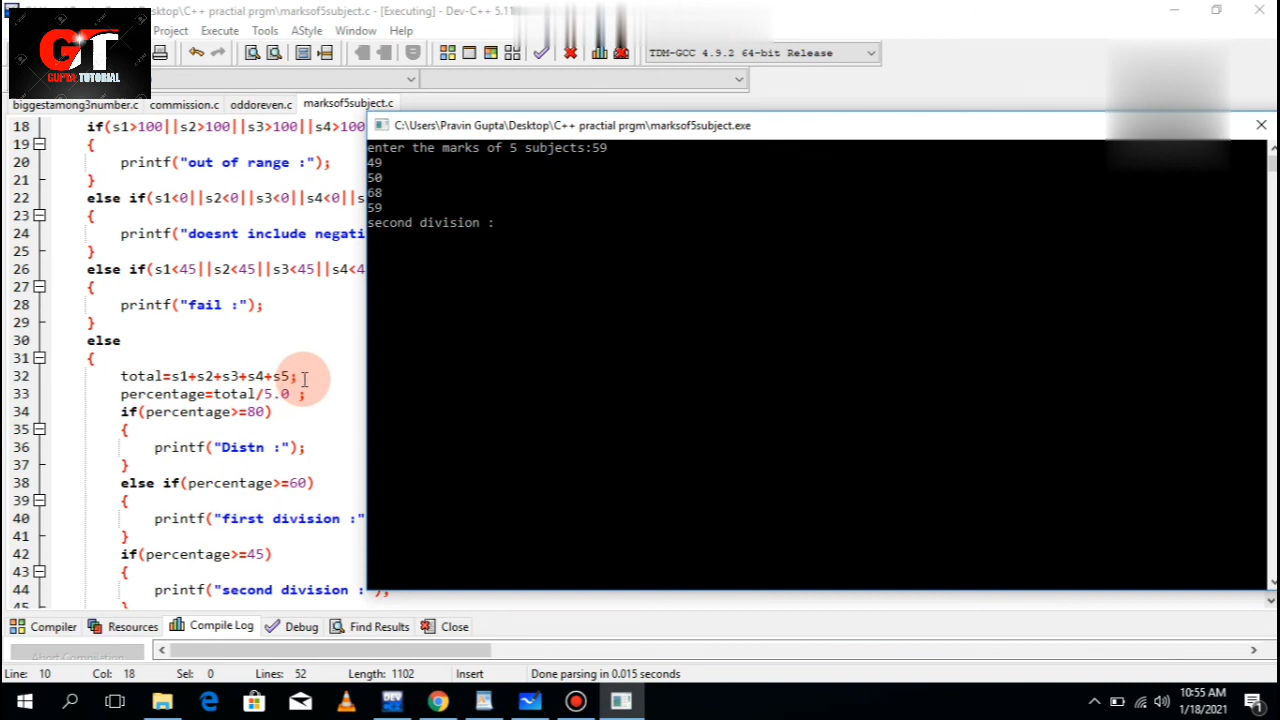 al Gupta\Desktop\C++ practial prgm\marksof5subject.c - [Executing] - Dev-C++ 5.11
GT
GUPTA TUTORIAL
Project Execute Tools AStyle Window Help
TDM-GCC 4.9.2 64-bit Release
biggestamong3number.c commission.c oddoreven.c marksof5subject.c
18 if(s1>100||s2>100||s3>100||s4>100
19 {
20 printf("out of range :");
21 }
22 else if(s1<0||s2<0||s3<0||s4<0||s
23 {
24 printf("doesnt include negati
25 }
26 else if(s1<45||s2<45||s3<45||s4<4
27 {
28 printf("fail :");
29 }
30 else
31 {
32 total=s1+s2+s3+s4+s5;
33 percentage=total/5.0 ;
34 if(percentage>=80)
35 {
36 printf("Distn :");
37 }
38 else if(percentage>=60)
39 {
40 printf("first division :"
41 }
42 if(percentage>=45)
43 {
44 printf("second division :");
45 }
C:\Users\Pravin Gupta\Desktop\C++ practial prgm\marksof5subject.exe
enter the marks of 5 subjects:59
49
50
68
59
second division :
Compiler Resources Compile Log Debug Find Results Close
Abort Compilation
Line: 10 Col: 18 Sel: 0 Lines: 52 Length: 1102 Insert Done parsing in 0.015 seconds
10:55 AM
1/18/2021